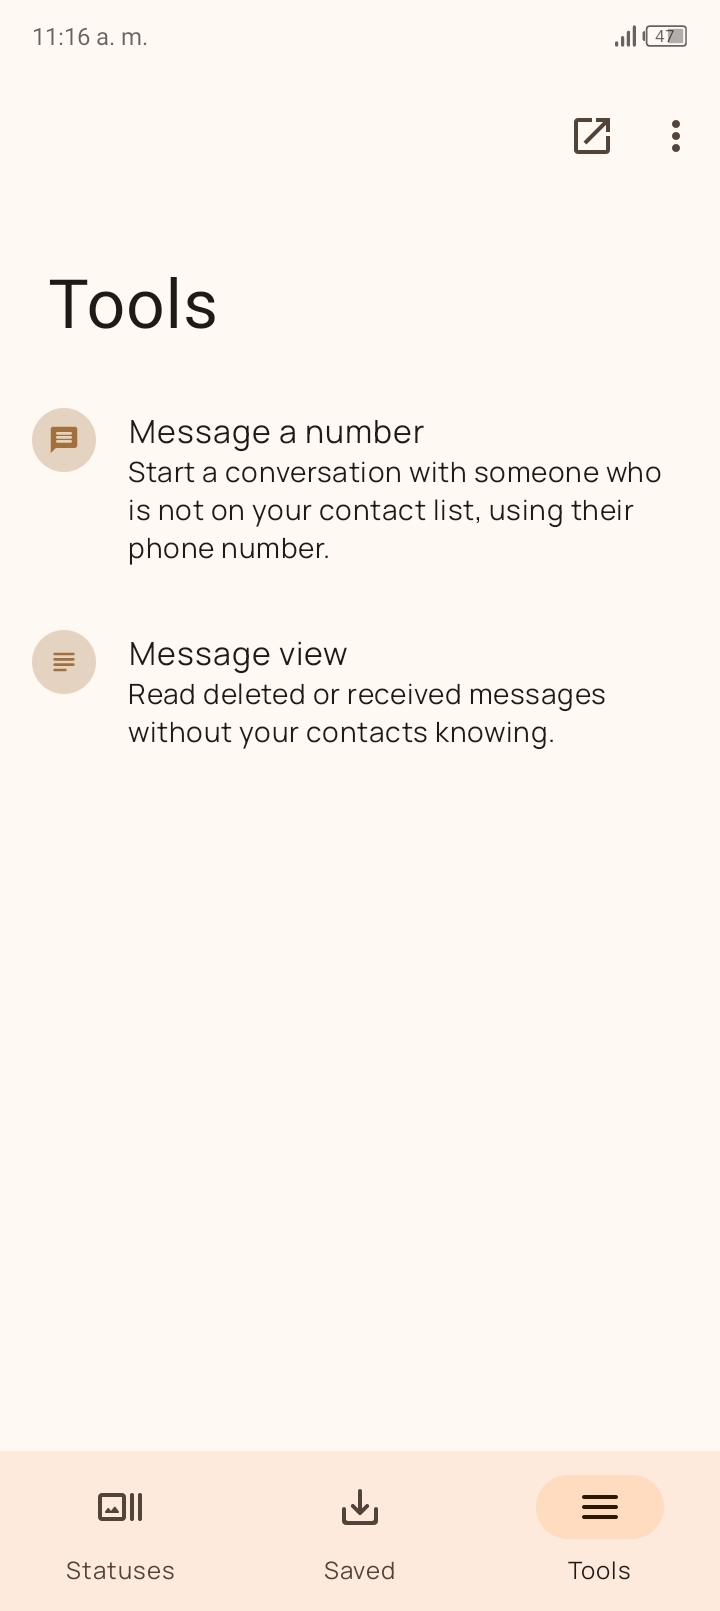 11:16 a. m.
47
Tools
Message a number
Start a conversation with someone who
is not on your contact list, using their
phone number.
Message view
Read deleted or received messages
without your contacts knowing.
Statuses
Saved
Tools